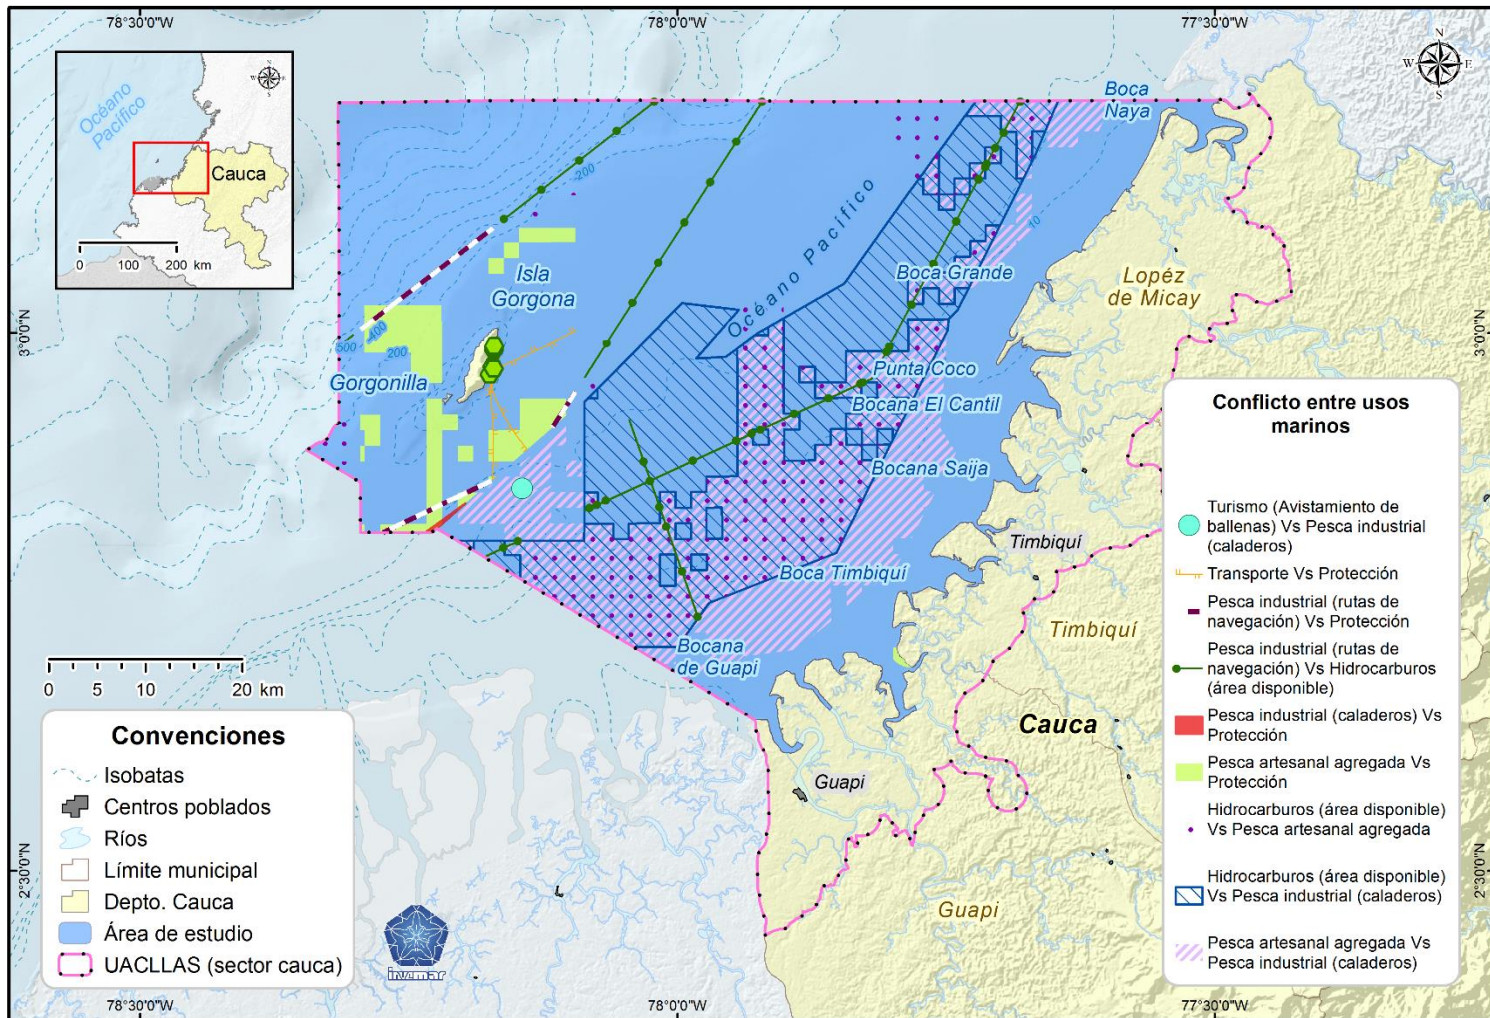 78°30'0"W
78°0'0"W
77°30'0"W
3°0'0"N
3°0'0"N
2°30'0"N
2°30'0"N
78°30'0"W
78°0'0"W
77°30'0"W
N
W E
S
Océano
Pacífico
Cauca
0 100 200 km
N
W E
S
Boca
Naya
-200
10
Océano Pacífico
Isla
Gorgona
Boca Grande
Lopéz
de Micay
500
-400
200
Gorgonilla
Punta Coco
Bocana El Cantil
Bocana Saija
Timbiquí
Boca Timbiquí
Timbiquí
Bocana
de Guapi
Cauca
Guapi
Guapi
0 5 10 20 km
Convenciones
Isobatas
Centros poblados
Ríos
Límite municipal
Depto. Cauca
Área de estudio
UACLLAS (sector cauca)
invemar
Conflicto entre usos
marinos
Turismo (Avistamiento de
ballenas) Vs Pesca industrial
(caladeros)
Transporte Vs Protección
Pesca industrial (rutas de
navegación) Vs Protección
Pesca industrial (rutas
de navegación) Vs Hidrocarburos
(área disponible)
Pesca industrial (caladeros) Vs
Protección
Pesca artesanal agregada Vs
Protección
Hidrocarburos (área disponible)
Vs Pesca artesanal agregada
Hidrocarburos (área disponible)
Vs Pesca industrial (caladeros)
Pesca artesanal agregada Vs
Pesca industrial (caladeros)